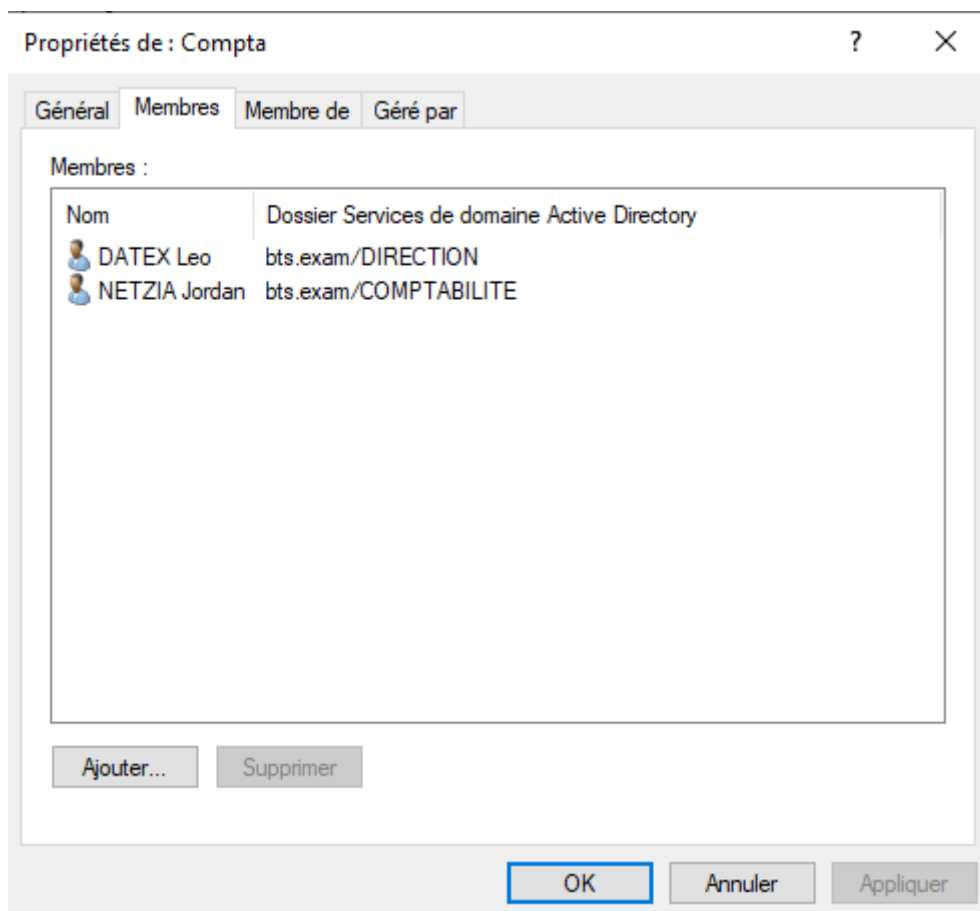 Propriétés de : Compta ? ×
Général Membres Membre de Géré par
Membres :
Nom Dossier Services de domaine Active Directory
DATEX Leo bts.exam/DIRECTION
NETZIA Jordan bts.exam/COMPTABILITE
Ajouter... Supprimer
OK Annuler Appliquer